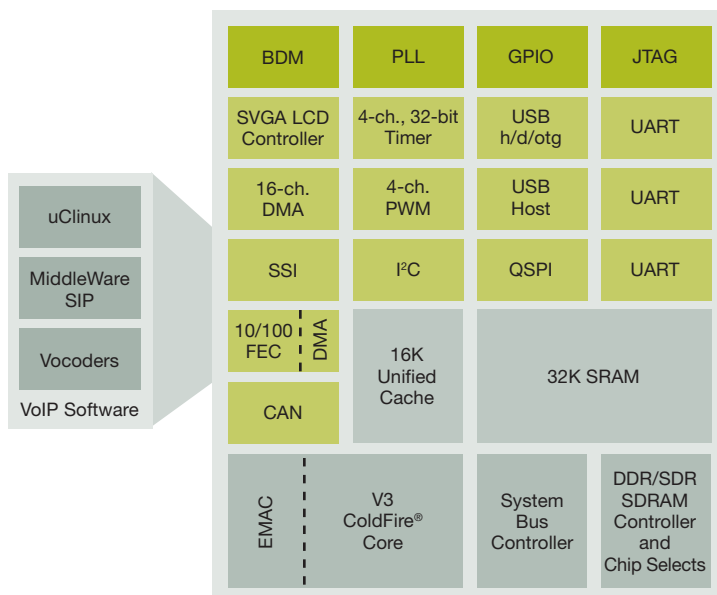 BDM
PLL
GPIO
JTAG
SVGA LCD
Controller
4-ch., 32-bit
Timer
USB
h/d/otg
UART
16-ch.
DMA
4-ch.
PWM
USB
Host
UART
SSI
I²C
QSPI
UART
10/100
FEC
DMA
16K
Unified
Cache
32K SRAM
CAN
EMAC
V3
ColdFire®
Core
System
Bus
Controller
DDR/SDR
SDRAM
Controller
and
Chip Selects
uClinux
MiddleWare
SIP
Vocoders
VoIP Software